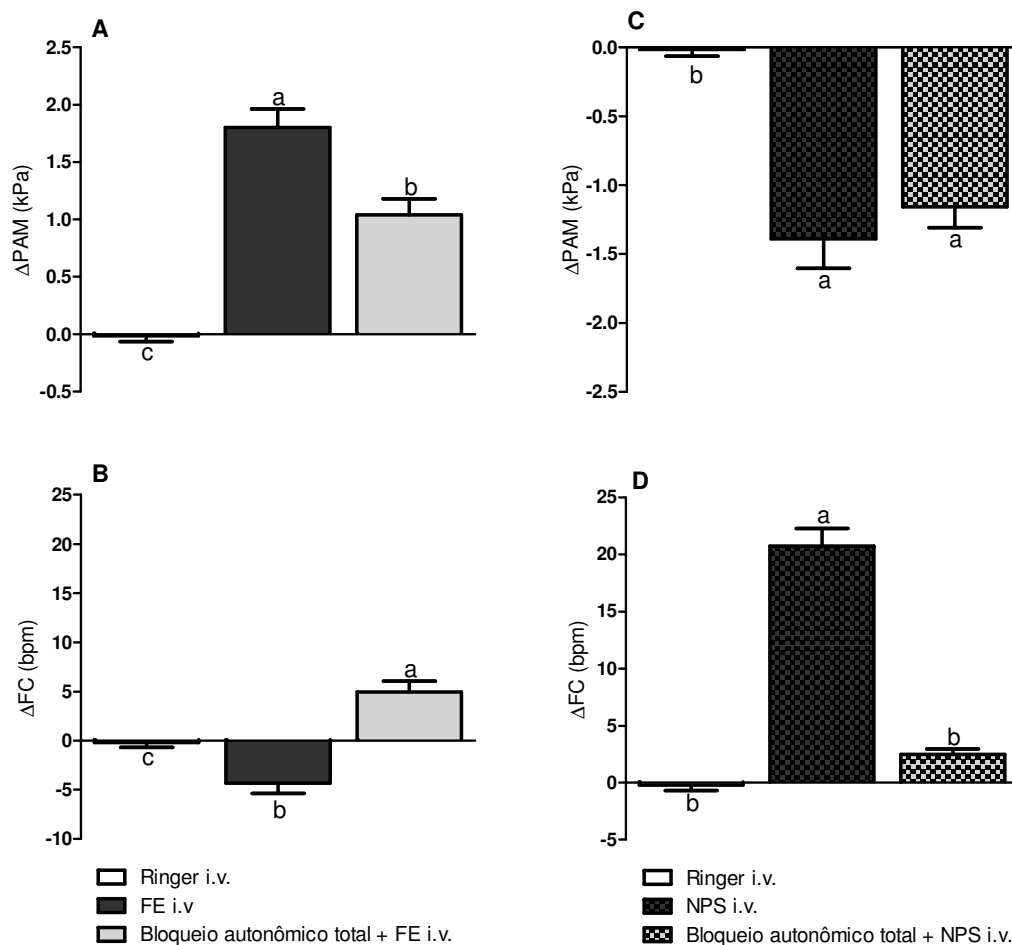 A
2.5
2.0
1.5
1.0
0.5
0.0
-0.5
ΔPAM (kPa)
a
b
c
C
0.0
-0.5
-1.0
-1.5
-2.0
-2.5
ΔPAM (kPa)
b
a
a
B
25
20
15
10
5
0
-5
-10
ΔFC (bpm)
c
b
a
D
25
20
15
10
5
0
-5
ΔFC (bpm)
b
a
b
Ringer i.v.
FE i.v
Bloqueio autonômico total + FE i.v.
Ringer i.v.
NPS i.v.
Bloqueio autonômico total + NPS i.v.